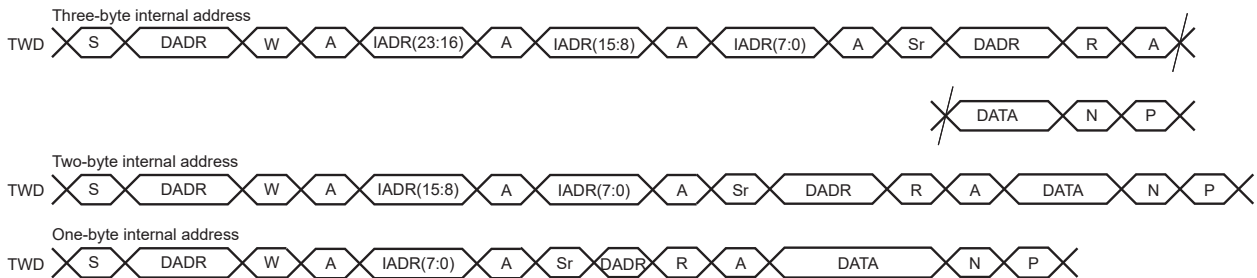 Three-byte internal address
TWD S DADR W A IADR(23:16) A IADR(15:8) A IADR(7:0) A Sr DADR R A
DATA N P
Two-byte internal address
TWD S DADR W A IADR(15:8) A IADR(7:0) A Sr DADR R A DATA N P
One-byte internal address
TWD S DADR W A IADR(7:0) A Sr DADR R A DATA N P